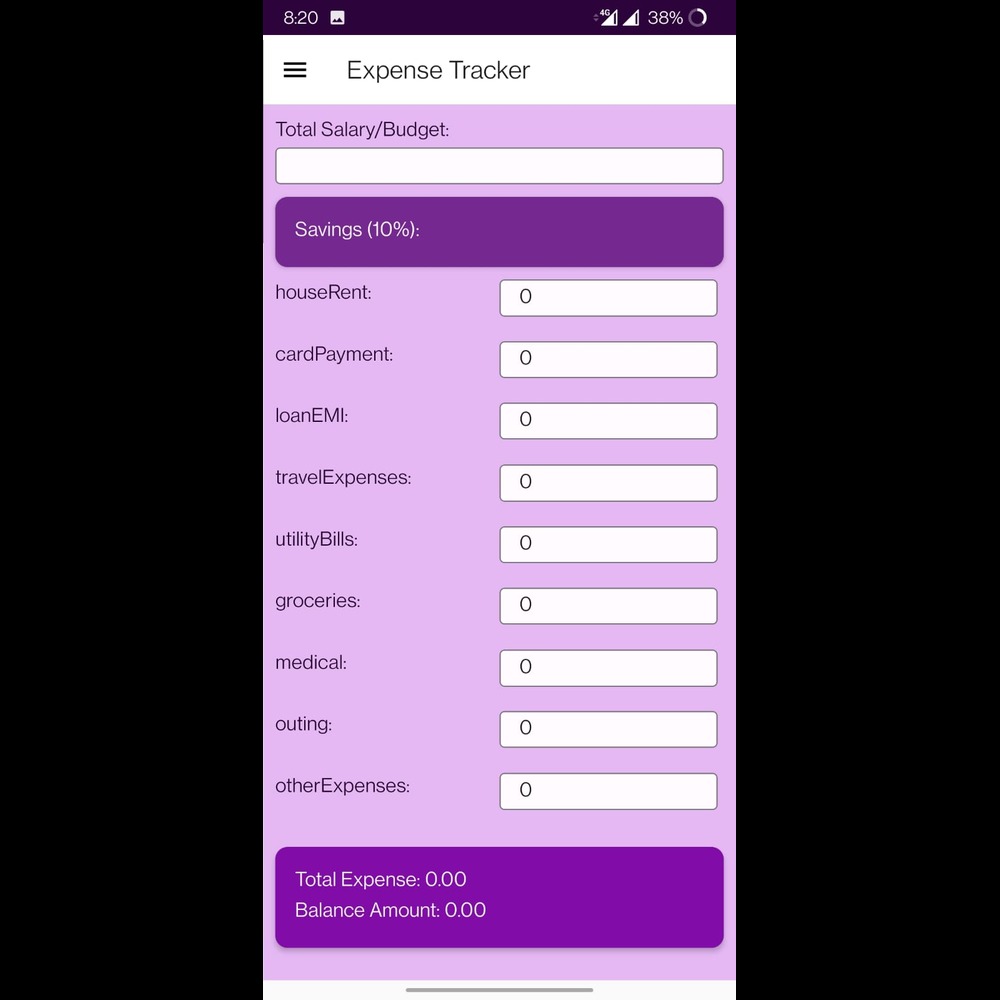 8:20 4G 38%
Expense Tracker
Total Salary/Budget:
Savings (10%):
houseRent: 0
cardPayment: 0
loanEMI: 0
travelExpenses: 0
utilityBills: 0
groceries: 0
medical: 0
outing: 0
otherExpenses: 0
Total Expense: 0.00
Balance Amount: 0.00